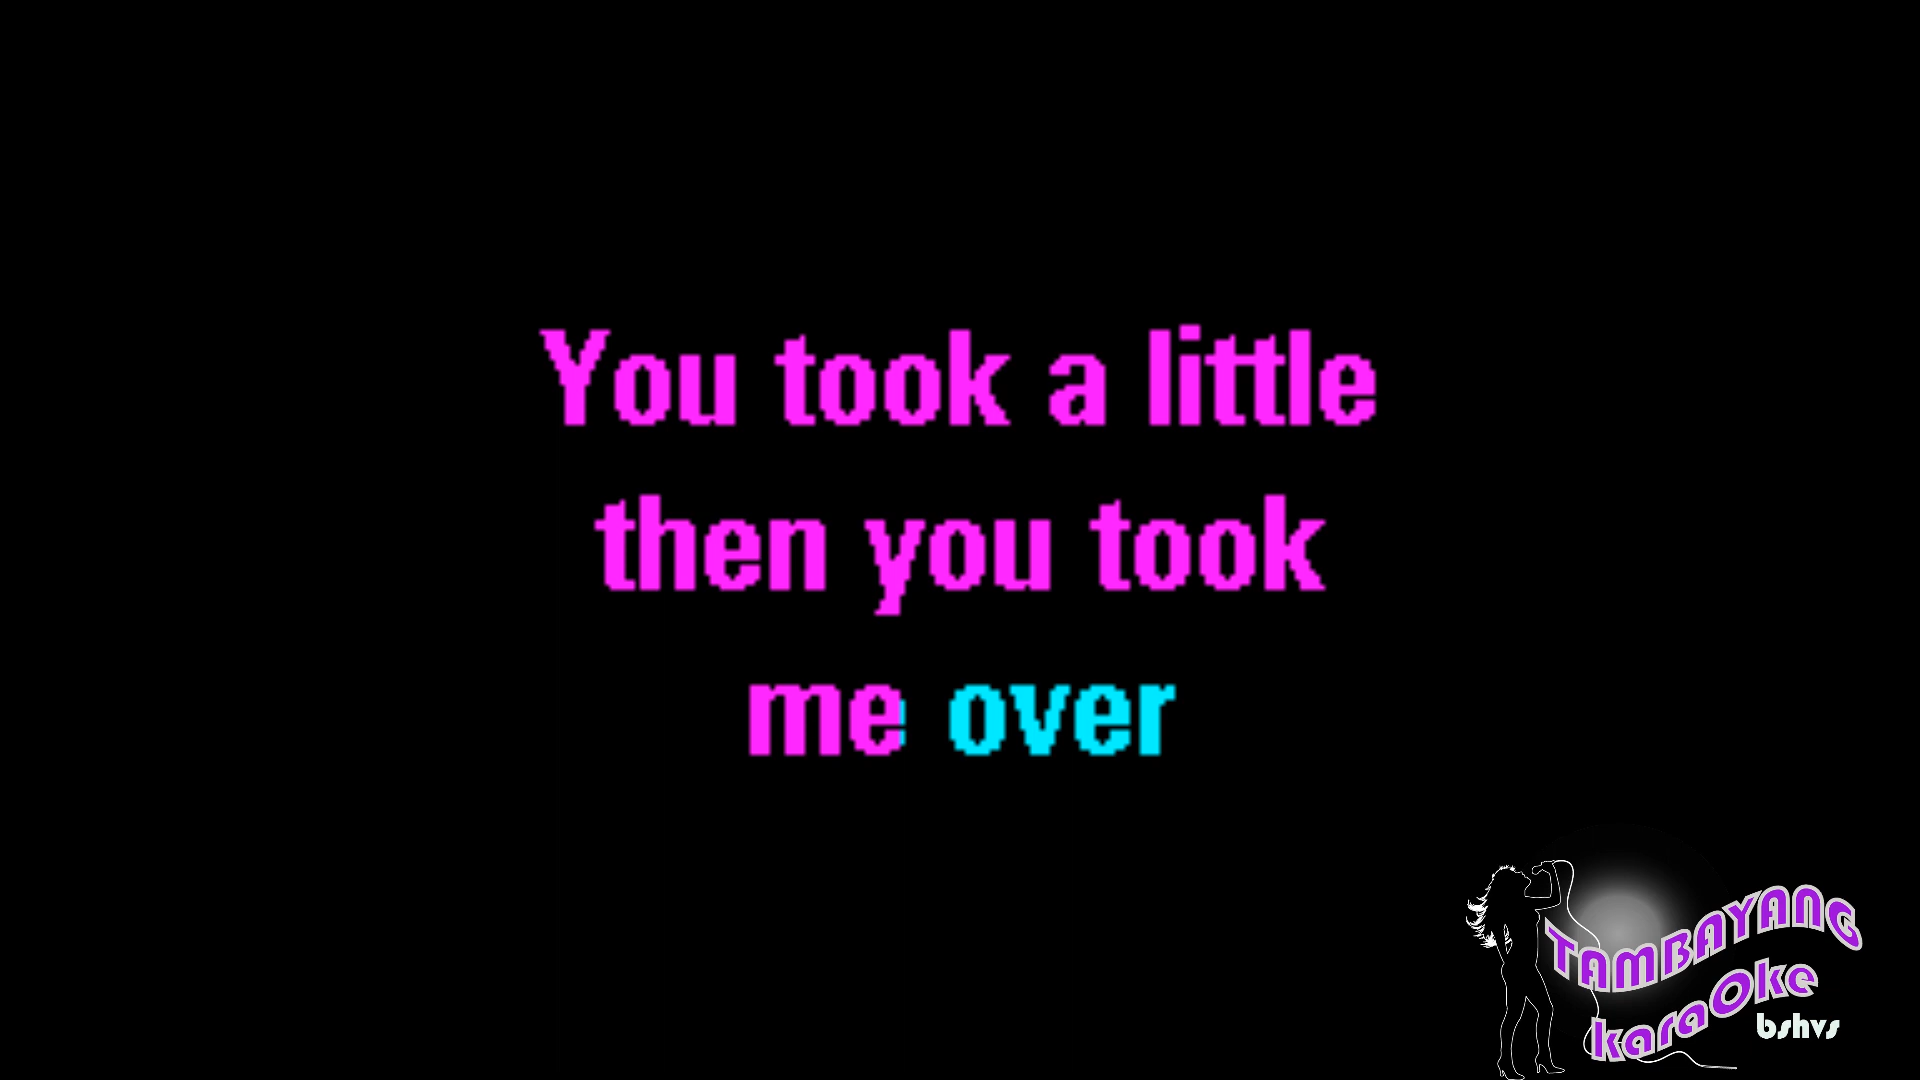 You took a little
then you took
me over
TAMBAYANG
karaOke
bshvs